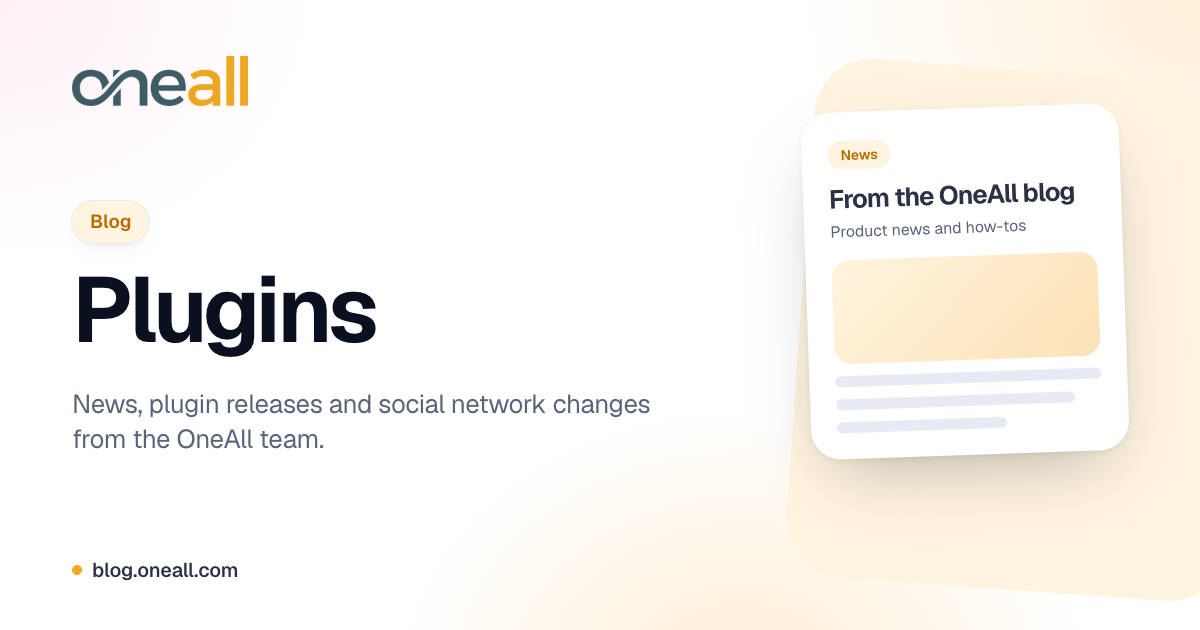 oneall
Blog
Plugins
News, plugin releases and social network changes
from the OneAll team.
blog.oneall.com
News
From the OneAll blog
Product news and how-tos